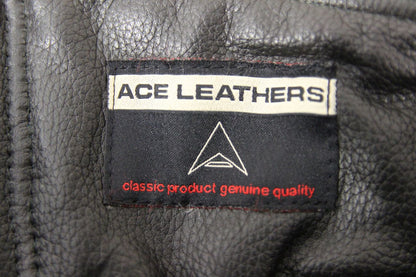 ACE LEATHERS
classic product genuine quality